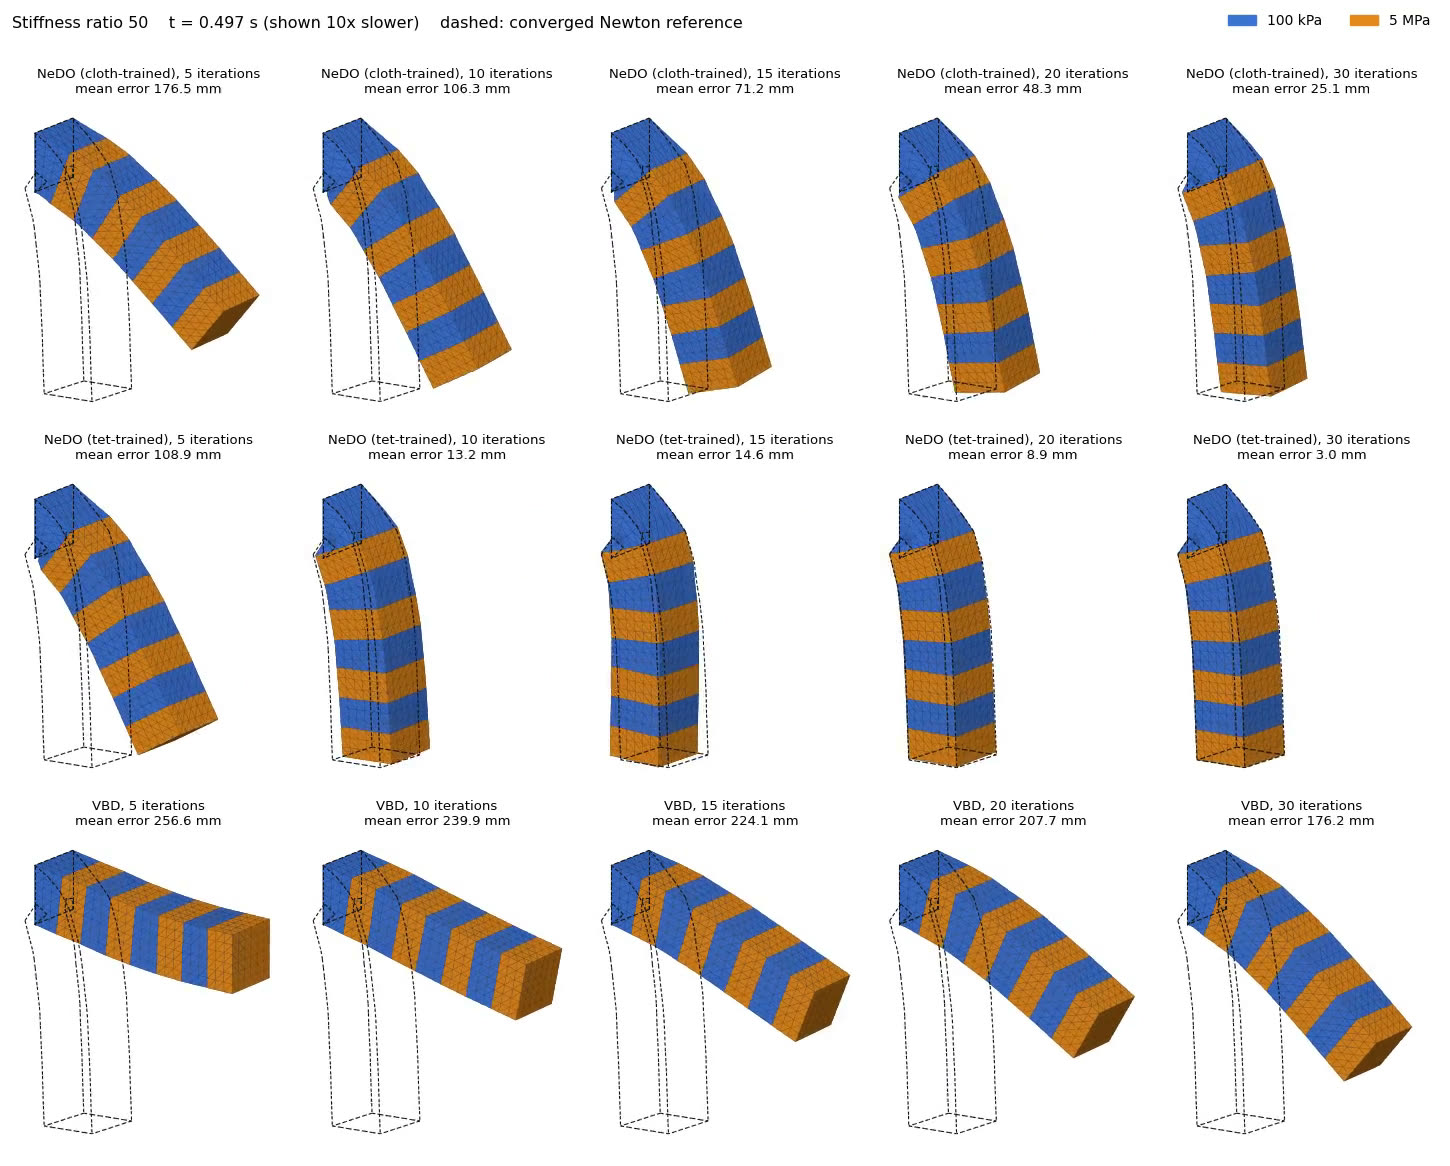 Stiffness ratio 50    t = 0.497 s (shown 10x slower)    dashed: converged Newton reference
100 kPa    5 MPa
NeDO (cloth-trained), 5 iterations
mean error 176.5 mm
NeDO (cloth-trained), 10 iterations
mean error 106.3 mm
NeDO (cloth-trained), 15 iterations
mean error 71.2 mm
NeDO (cloth-trained), 20 iterations
mean error 48.3 mm
NeDO (cloth-trained), 30 iterations
mean error 25.1 mm
NeDO (tet-trained), 5 iterations
mean error 108.9 mm
NeDO (tet-trained), 10 iterations
mean error 13.2 mm
NeDO (tet-trained), 15 iterations
mean error 14.6 mm
NeDO (tet-trained), 20 iterations
mean error 8.9 mm
NeDO (tet-trained), 30 iterations
mean error 3.0 mm
VBD, 5 iterations
mean error 256.6 mm
VBD, 10 iterations
mean error 239.9 mm
VBD, 15 iterations
mean error 224.1 mm
VBD, 20 iterations
mean error 207.7 mm
VBD, 30 iterations
mean error 176.2 mm